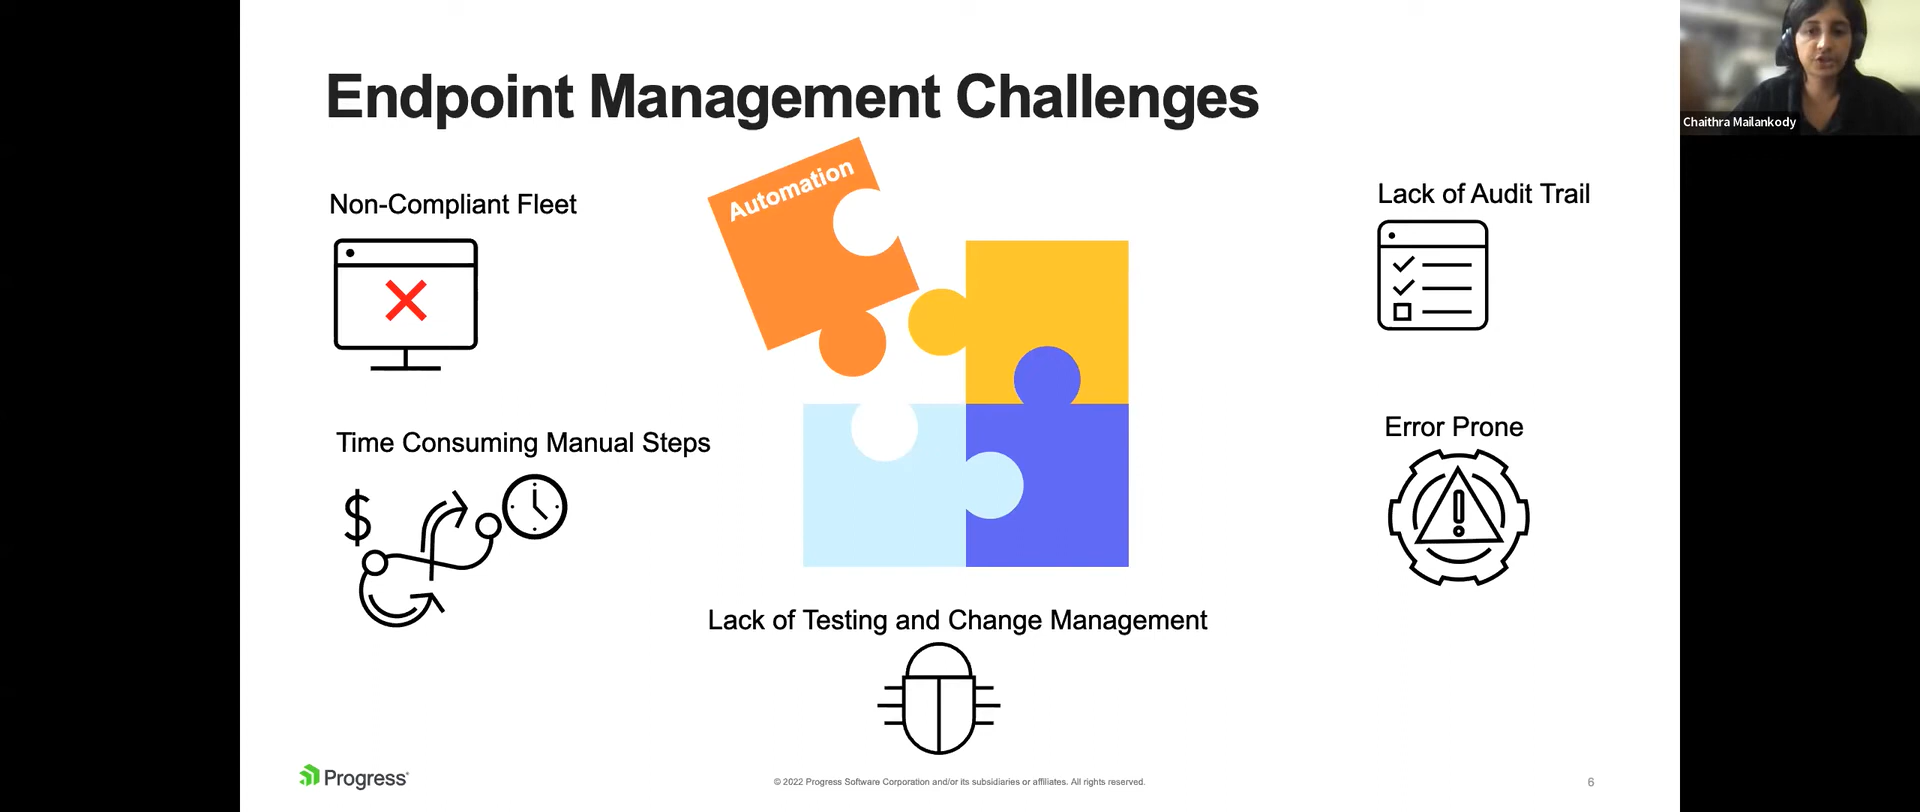 Endpoint Management Challenges
Chaithra Mailankody
Automation
Non-Compliant Fleet
Lack of Audit Trail
Time Consuming Manual Steps
$
Error Prone
Lack of Testing and Change Management
Progress®
© 2022 Progress Software Corporation and/or its subsidiaries or affiliates. All rights reserved.
6